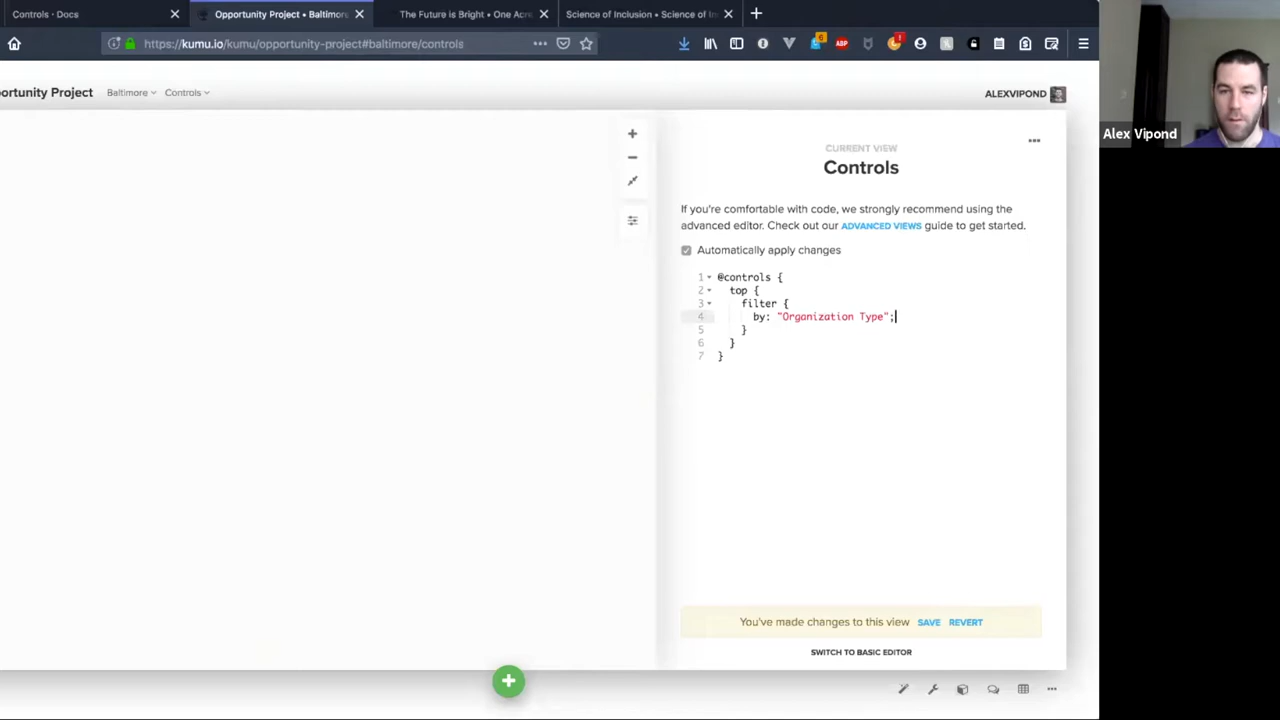 Controls - Docs
Opportunity Project • Baltimore
The Future is Bright • One Acre
Science of Inclusion • Science of In
https://kumu.io/kumu/opportunity-project#baltimore/controls
6
ABP
ortunity Project Baltimore Controls
ALEXVIPOND
Alex Vipond
CURRENT VIEW
Controls
If you're comfortable with code, we strongly recommend using the
advanced editor. Check out our ADVANCED VIEWS guide to get started.
Automatically apply changes
1 @controls {
2 top {
3 filter {
4 by: "Organization Type";
5 }
6 }
7 }
You've made changes to this view SAVE REVERT
SWITCH TO BASIC EDITOR